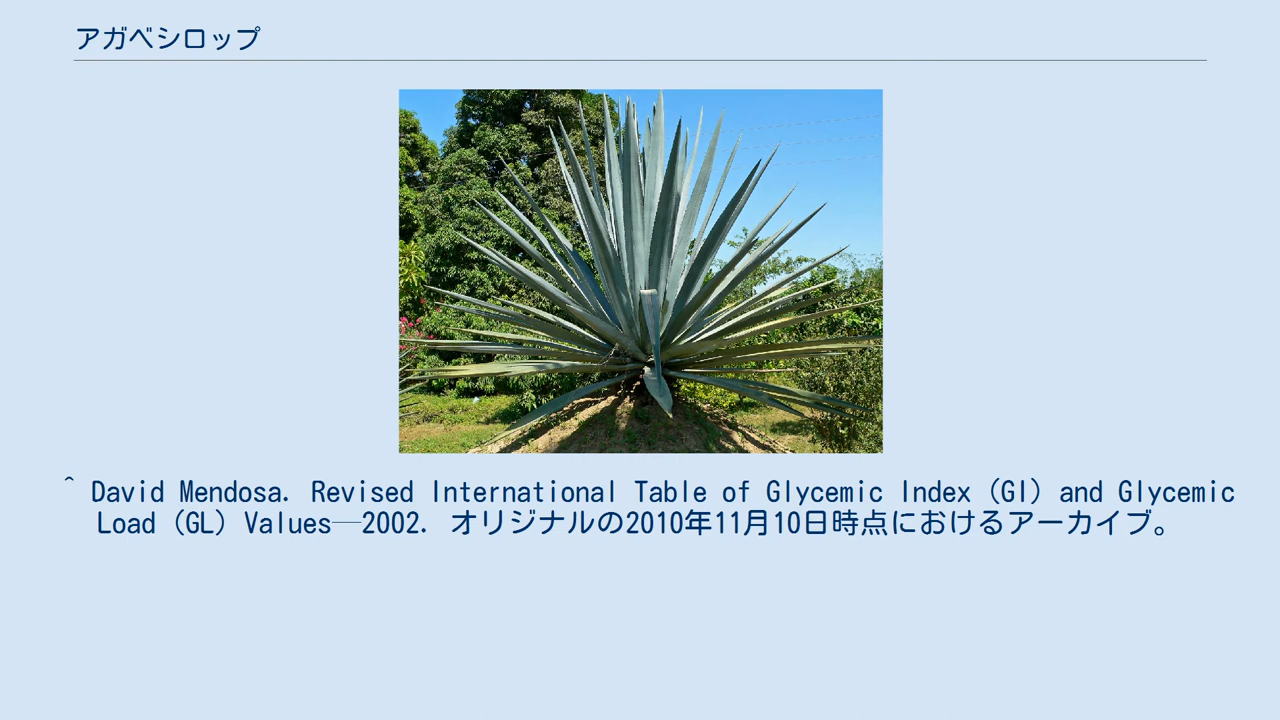 アガベシロップ
^ David Mendosa. Revised International Table of Glycemic Index (GI) and Glycemic
Load (GL) Values—2002. オリジナルの2010年11月10日時点におけるアーカイブ。